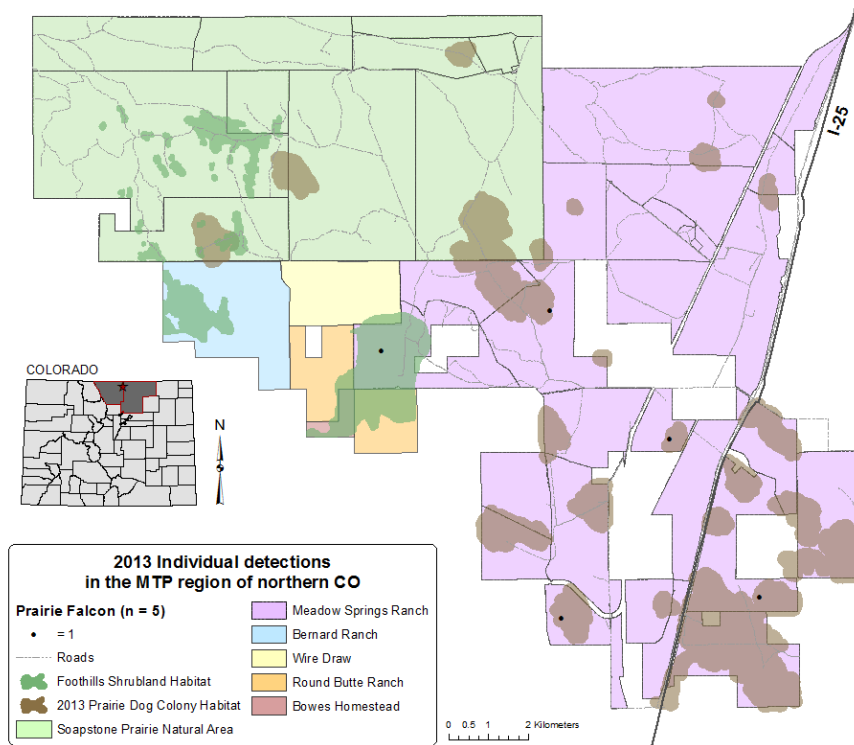 I-25
COLORADO
N
2013 Individual detections
in the MTP region of northern CO
Prairie Falcon (n = 5)
= 1
Roads
Foothills Shrubland Habitat
2013 Prairie Dog Colony Habitat
Soapstone Prairie Natural Area
Meadow Springs Ranch
Bernard Ranch
Wire Draw
Round Butte Ranch
Bowes Homestead
0 0.5 1 2 Kilometers